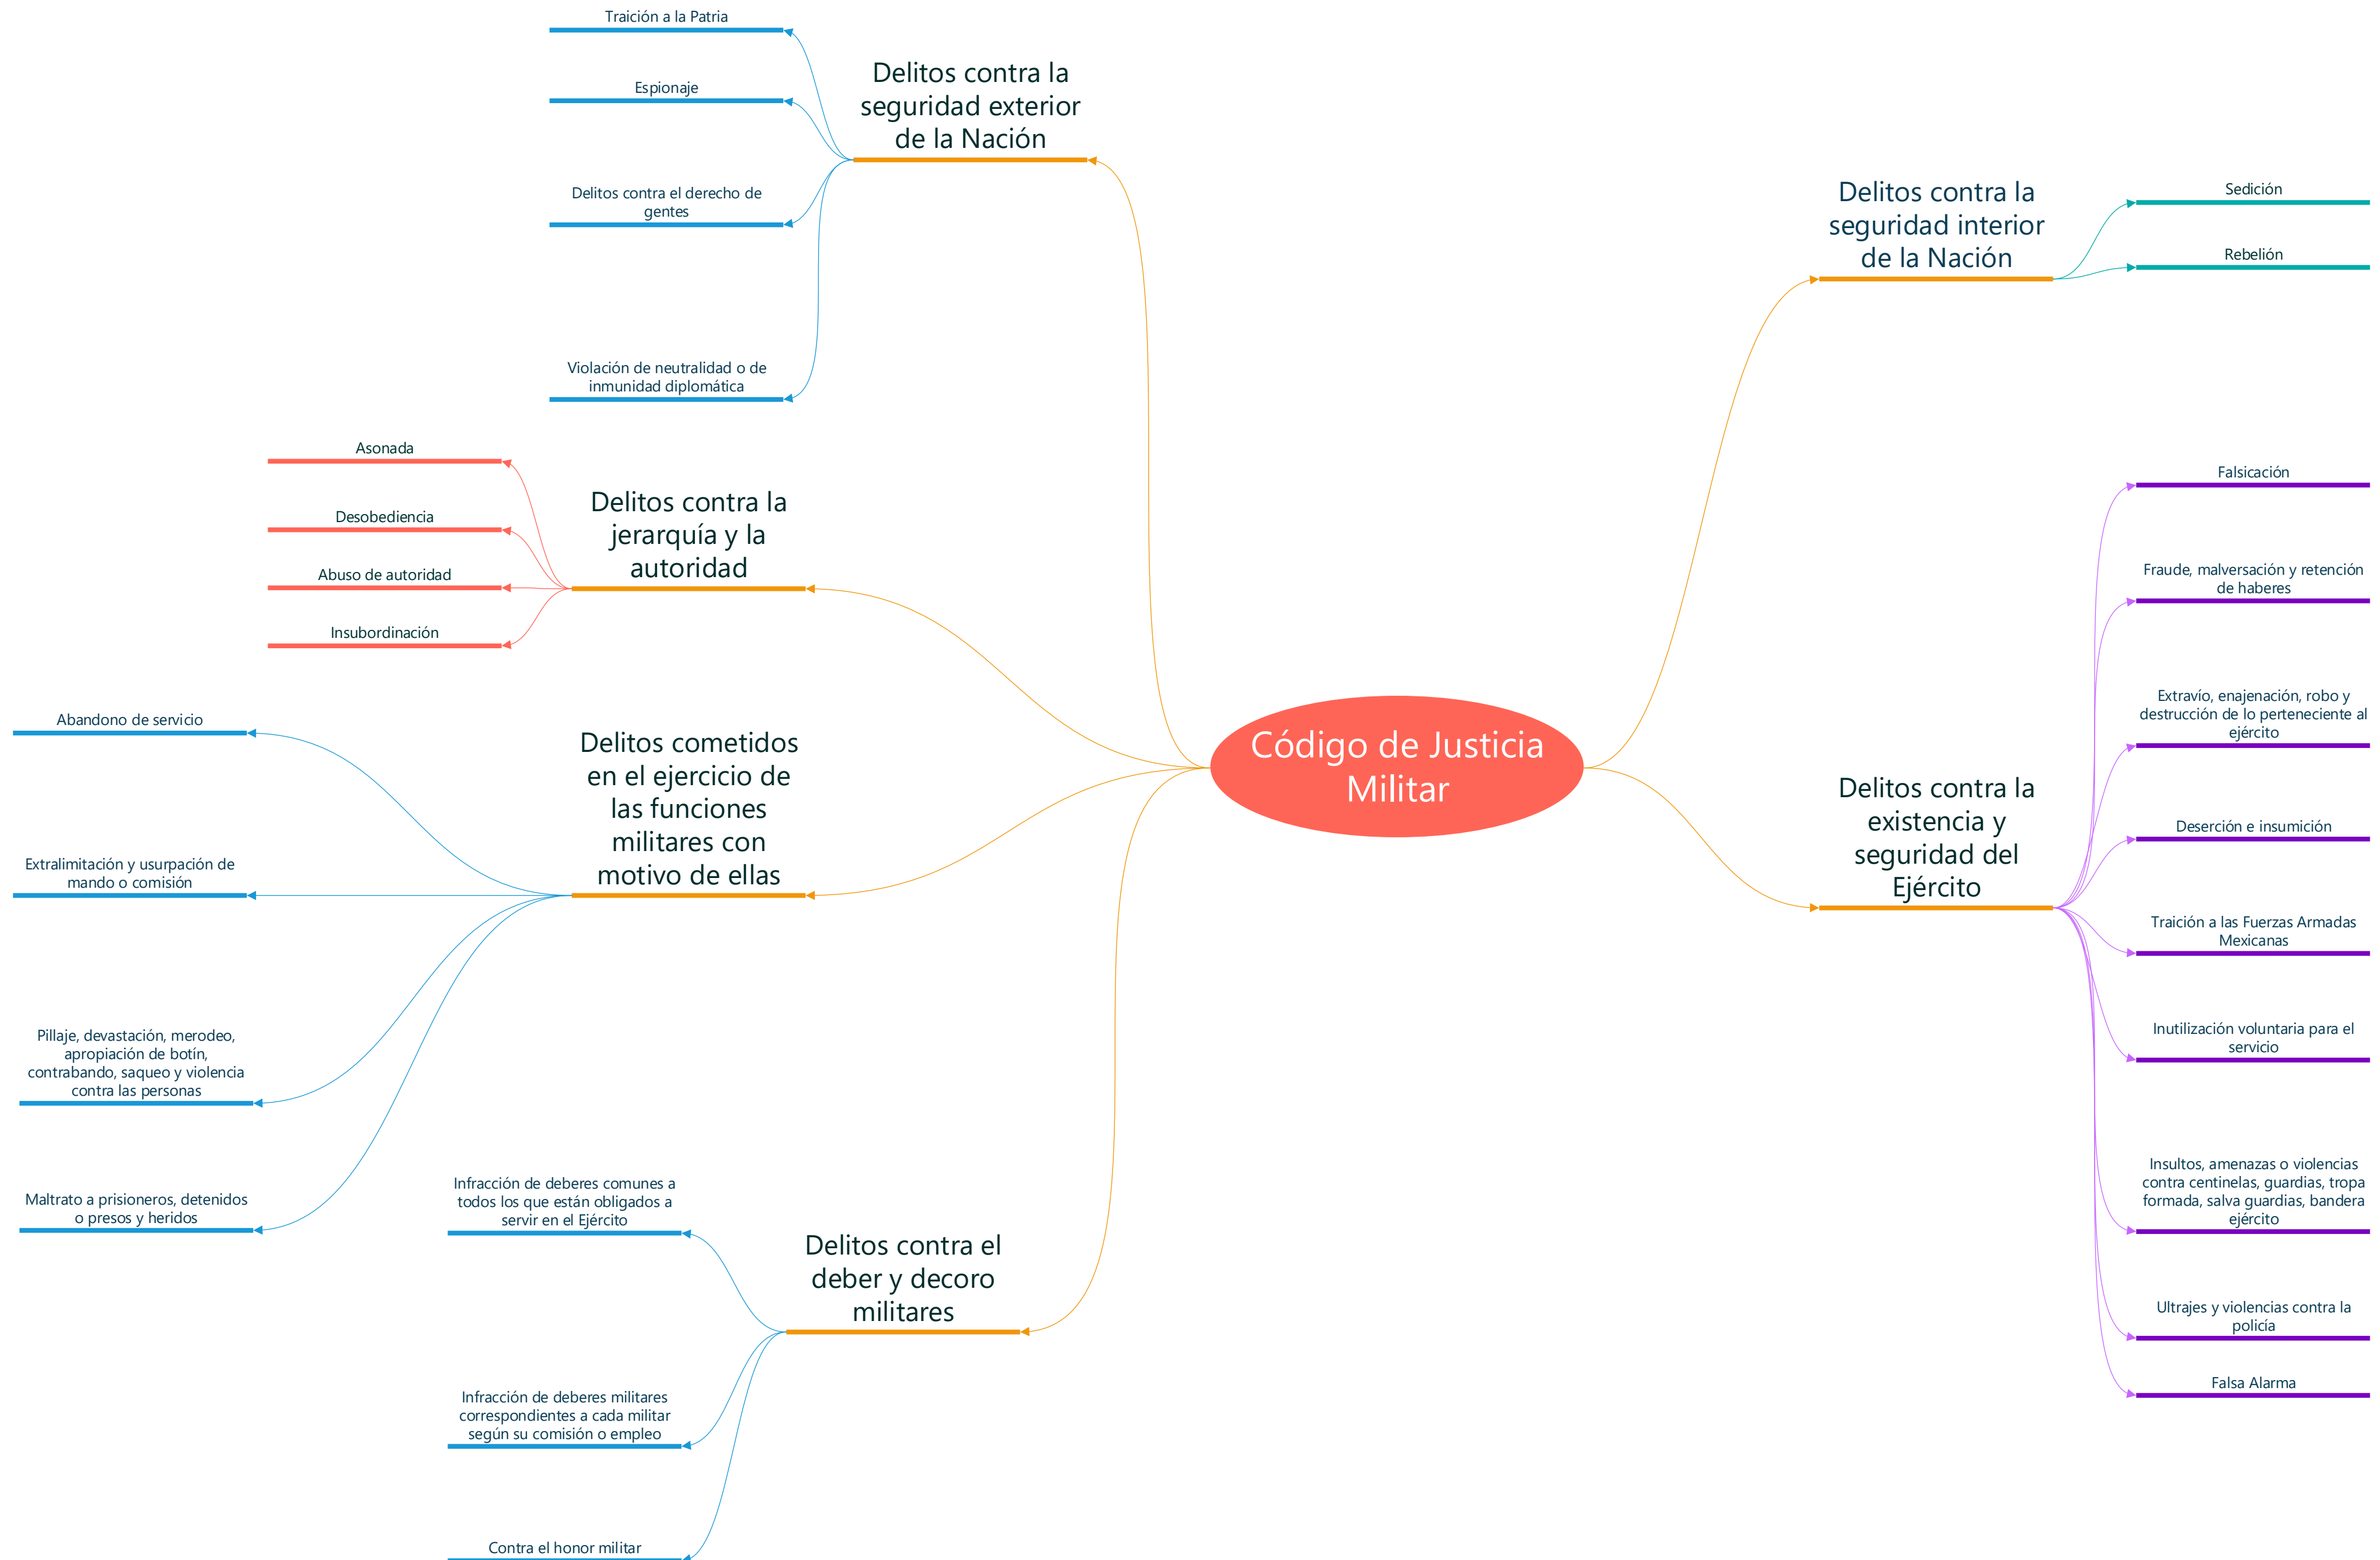 Código de Justicia
Militar
Delitos contra la
seguridad exterior
de la Nación
Traición a la Patria
Espionaje
Delitos contra el derecho de
gentes
Violación de neutralidad o de
inmunidad diplomática
Delitos contra la
jerarquía y la
autoridad
Asonada
Desobediencia
Abuso de autoridad
Insubordinación
Delitos cometidos
en el ejercicio de
las funciones
militares con
motivo de ellas
Abandono de servicio
Extralimitación y usurpación de
mando o comisión
Pillaje, devastación, merodeo,
apropiación de botín,
contrabando, saqueo y violencia
contra las personas
Maltrato a prisioneros, detenidos
o presos y heridos
Delitos contra el
deber y decoro
militares
Infracción de deberes comunes a
todos los que están obligados a
servir en el Ejército
Infracción de deberes militares
correspondientes a cada militar
según su comisión o empleo
Contra el honor militar
Delitos contra la
seguridad interior
de la Nación
Sedición
Rebelión
Delitos contra la
existencia y
seguridad del
Ejército
Falsicación
Fraude, malversación y retención
de haberes
Extravío, enajenación, robo y
destrucción de lo perteneciente al
ejército
Deserción e insumición
Traición a las Fuerzas Armadas
Mexicanas
Inutilización voluntaria para el
servicio
Insultos, amenazas o violencias
contra centinelas, guardias, tropa
formada, salva guardias, bandera
ejército
Ultrajes y violencias contra la
policía
Falsa Alarma